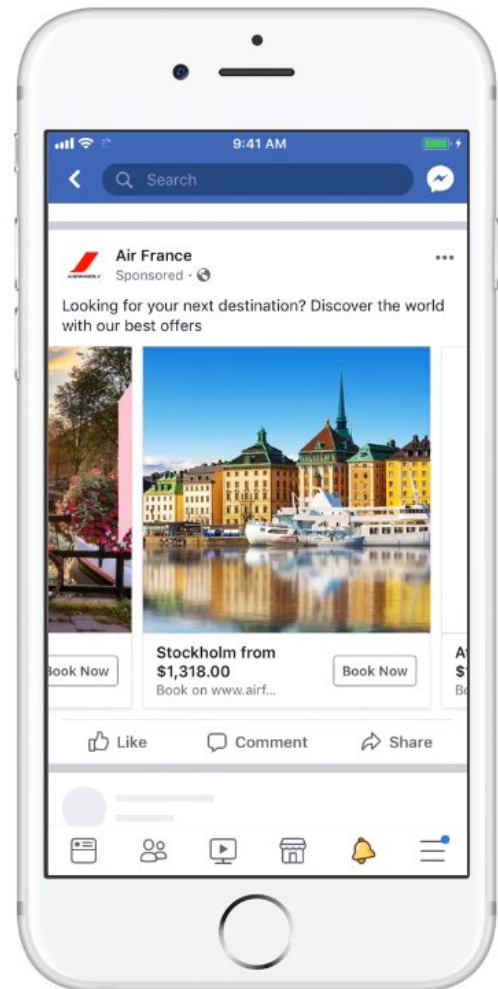 9:41 AM
Search
Air France
Sponsored
AIRFRANCE
Looking for your next destination? Discover the world
with our best offers
Book Now
Stockholm from
$1,318.00
Book on www.airf...
Book Now
Like
Comment
Share